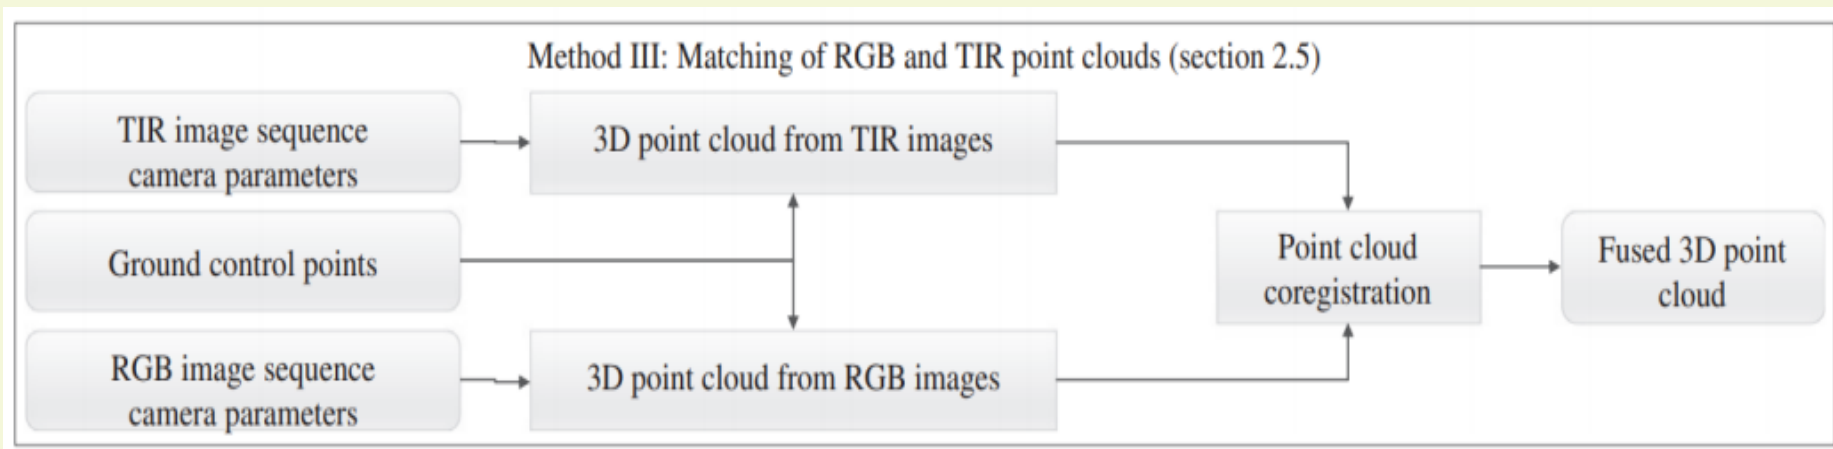 Method III: Matching of RGB and TIR point clouds (section 2.5)
TIR image sequence
camera parameters
3D point cloud from TIR images
Ground control points
Point cloud
coregistration
Fused 3D point
cloud
RGB image sequence
camera parameters
3D point cloud from RGB images